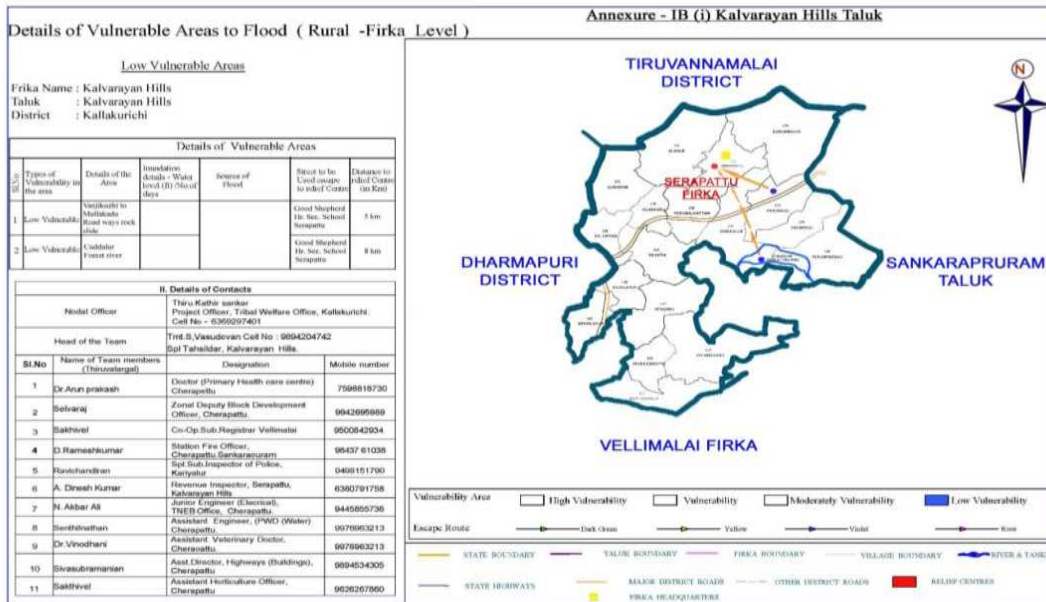 Annexure - IB (i) Kalvarayan Hills Taluk
Details of Vulnerable Areas to Flood ( Rural -Firka Level )
Low Vulnerable Areas
Frika Name : Kalvarayan Hills
Taluk : Kalvarayan Hills
District : Kallakurichi
Details of Vulnerable Areas
Sl.No
Types of Vulnerability in the area
Details of the Area
Inundation details - Water level (ft) /No.of days
Source of Flood
Street to be Used escape to relief Centre
Distance to relief Centre (in Km)
1 Low Vulnerable
Mullakadu
Road ways rock
slide
Good Shepherd
Hr. Sec. School
Serapattu
5 km
2 Low Vulnerable
Forest river
Good Shepherd
Hr. Sec. School
Serapattu
8 km
II. Details of Contacts
Nodal Officer
Thiru.Kathir sankar
Project Officer, Tribal Welfare Office, Kallakurichi.
Cell No - 6369297401
Head of the Team
Tmt.S,Vasudevan Cell No : 9894204742
Spl Tahsildar, Kalvarayan Hills.
Sl.No
Name of Team members
(Thiruvalargal)
Designation
Mobile number
1 Dr.Arun prakash
Doctor (Primary Health care centre)
Cherapattu
7598818730
2 Selvaraj
Zonal Deputy Block Development
Officer, Cherapattu.
3 Sakhivel
Co-Op.Sub.Registrar Vellimalai
9500842934
4 D.Rameshkumar
Station Fire Officer,
Cherapattu.Sankaraouram
98437 61038
5 Ravichandiran
Spl.Sub.Inspector of Police,
Kariyalur
9498151790
6 A. Dinesh Kumar
Revenue Inspector, Serapattu,
Kalvarayan Hills
6380791758
7 N. Akbar Ali
Junior Engineer (Elecrical),
TNEB Office, Cherapattu.
9445855736
8 Senthilnathan
Assistant Engineer, (PWD (Water)
Cherapattu.
9976963213
9 Dr.Vinodhani
Assistant Veterinary Doctor,
Cherapattu.
9976963213
10 Sivasubramanian
Asst.Director, Highways (Buildings),
Cherapattu
9894534305
11 Sakthivel
Assistant Horticulture Officer,
Cherapattu
9626267860
TIRUVANNAMALAI
DISTRICT
N
SERAPATTU
FIRKA
DHARMAPURI
DISTRICT
SANKARAPRURAM
TALUK
VELLIMALAI FIRKA
Vulnerability Area
High Vulnerability
Vulnerability
Moderately Vulnerability
Low Vulnerability
Escape Route
Dark Green
Yellow
Violet
Rose
STATE BOUNDARY
TALUK BOUNDARY
FIRKA BOUNDARY
VILLAGE BOUNDARY
RIVER & TANK
STATE HIGHWAYS
MAJOR DISTRICT ROADS
OTHER DISTRICT ROADS
RELIEF CENTRES
FIRKA HEADQUARTERS